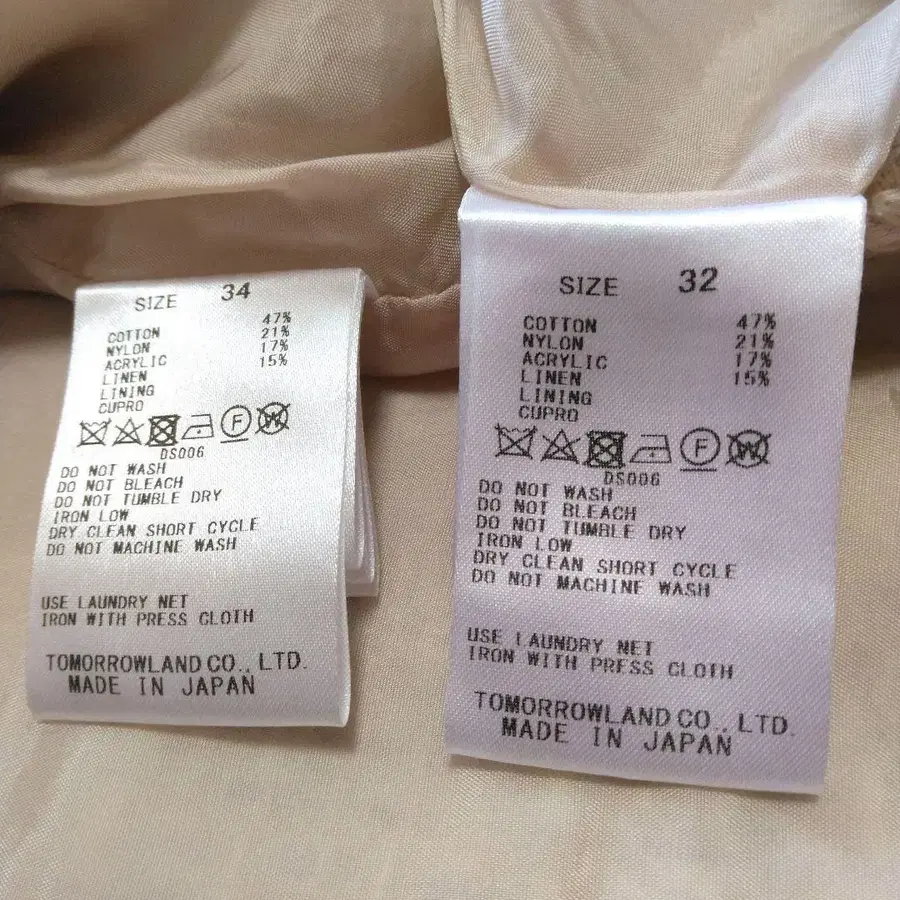 SIZE 34
COTTON 47%
NYLON 21%
ACRYLIC 17%
LINEN 15%
LINING
CUPRO
F W
DS006
DO NOT WASH
DO NOT BLEACH
DO NOT TUMBLE DRY
IRON LOW
DRY CLEAN SHORT CYCLE
DO NOT MACHINE WASH
USE LAUNDRY NET
IRON WITH PRESS CLOTH
TOMORROWLAND CO., LTD.
MADE IN JAPAN
SIZE 32
COTTON 47%
NYLON 21%
ACRYLIC 17%
LINEN 15%
LINING
CUPRO
F W
DS006
DO NOT WASH
DO NOT BLEACH
DO NOT TUMBLE DRY
IRON LOW
DRY CLEAN SHORT CYCLE
DO NOT MACHINE WASH
USE LAUNDRY NET
IRON WITH PRESS CLOTH
TOMORROWLAND CO., LTD.
MADE IN JAPAN